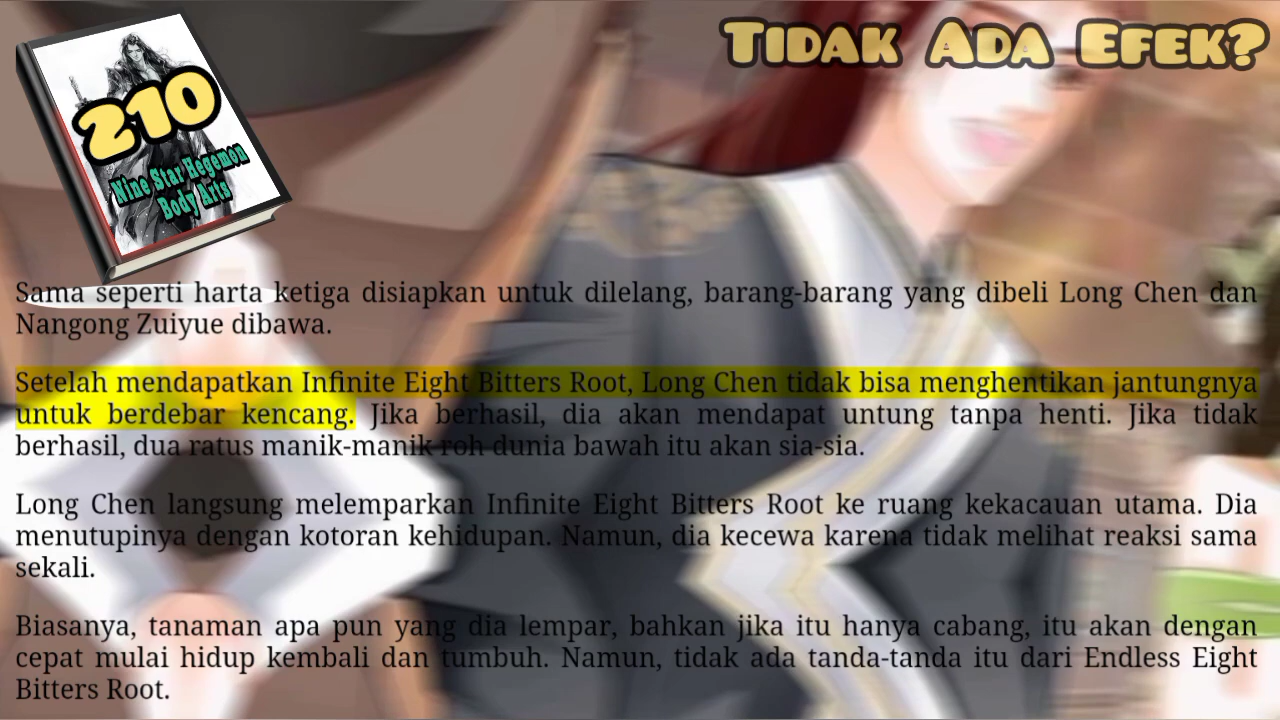 Tidak Ada Efek?
210
Nine Star Hegemon
Body Arts
Sama seperti harta ketiga disiapkan untuk dilelang, barang-barang yang dibeli Long Chen dan
Nangong Zuiyue dibawa.
Setelah mendapatkan Infinite Eight Bitters Root, Long Chen tidak bisa menghentikan jantungnya
untuk berdebar kencang. Jika berhasil, dia akan mendapat untung tanpa henti. Jika tidak
berhasil, dua ratus manik-manik roh dunia bawah itu akan sia-sia.
Long Chen langsung melemparkan Infinite Eight Bitters Root ke ruang kekacauan utama. Dia
menutupinya dengan kotoran kehidupan. Namun, dia kecewa karena tidak melihat reaksi sama
sekali.
Biasanya, tanaman apa pun yang dia lempar, bahkan jika itu hanya cabang, itu akan dengan
cepat mulai hidup kembali dan tumbuh. Namun, tidak ada tanda-tanda itu dari Endless Eight
Bitters Root.